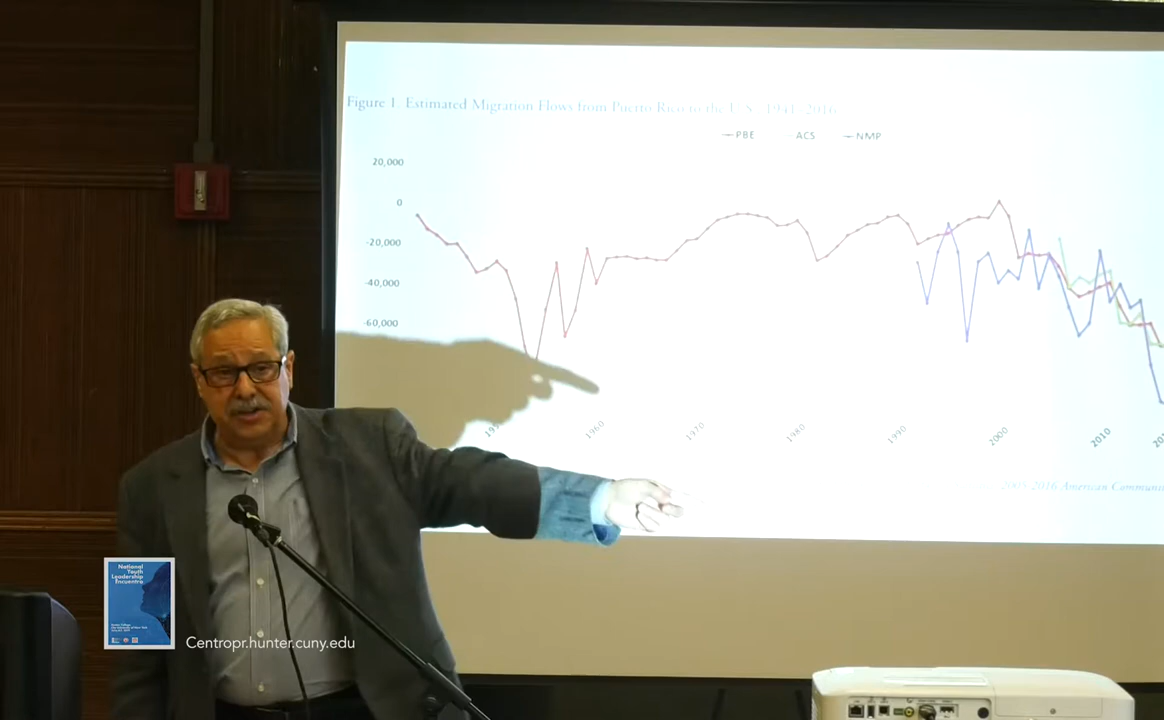 Figure 1. Estimated Migration Flows from Puerto Rico to the U.S., 1941-2016
PBE ACS NMP
20,000
0
-20,000
-40,000
-60,000
1960
1970
1980
1990
2000
2010
2005-2016 American
National
Youth
Leadership
Encuentro
Centropr.hunter.cuny.edu